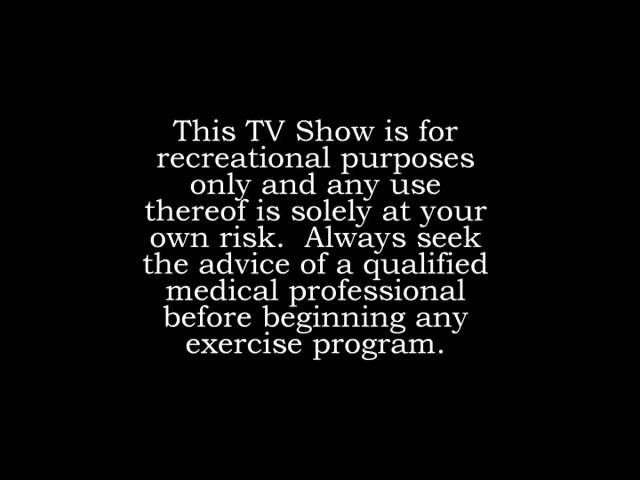 This TV Show is for
recreational purposes
only and any use
thereof is solely at your
own risk.  Always seek
the advice of a qualified
medical professional
before beginning any
exercise program.